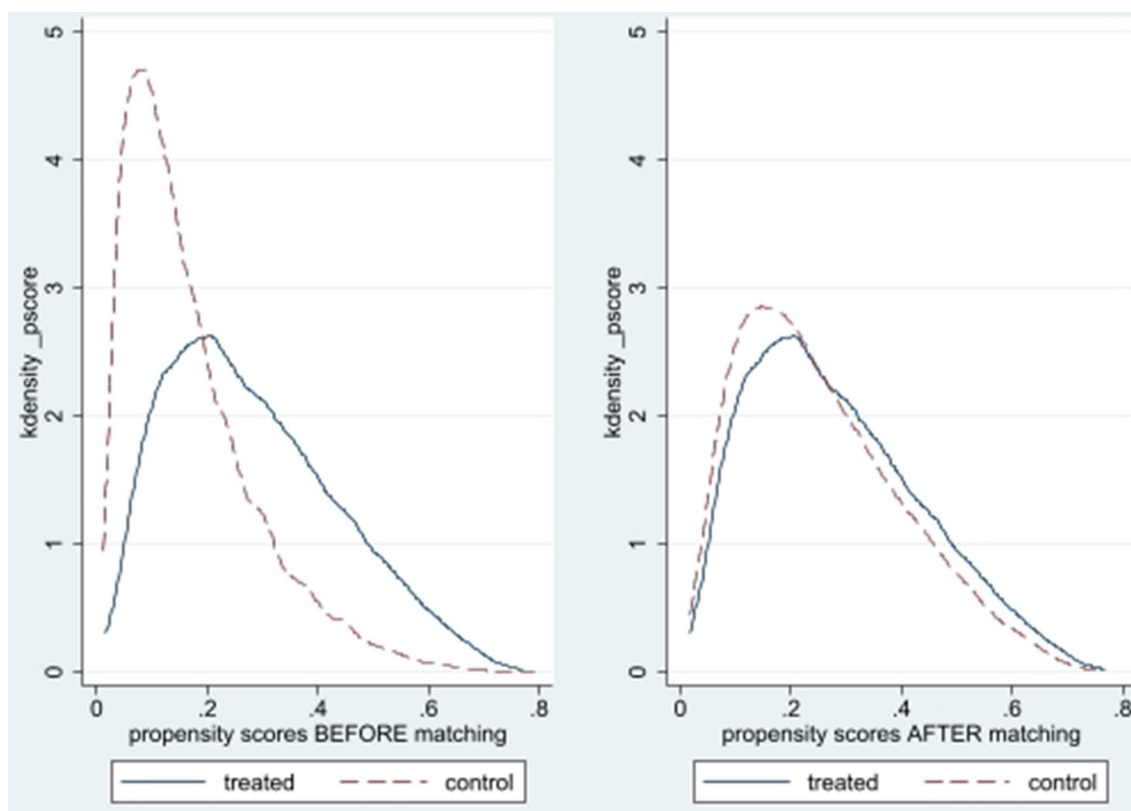 5
4
3
2
1
0
kdensity _pscore
0 .2 .4 .6 .8
propensity scores BEFORE matching
treated control
5
4
3
2
1
0
kdensity _pscore
0 .2 .4 .6 .8
propensity scores AFTER matching
treated control